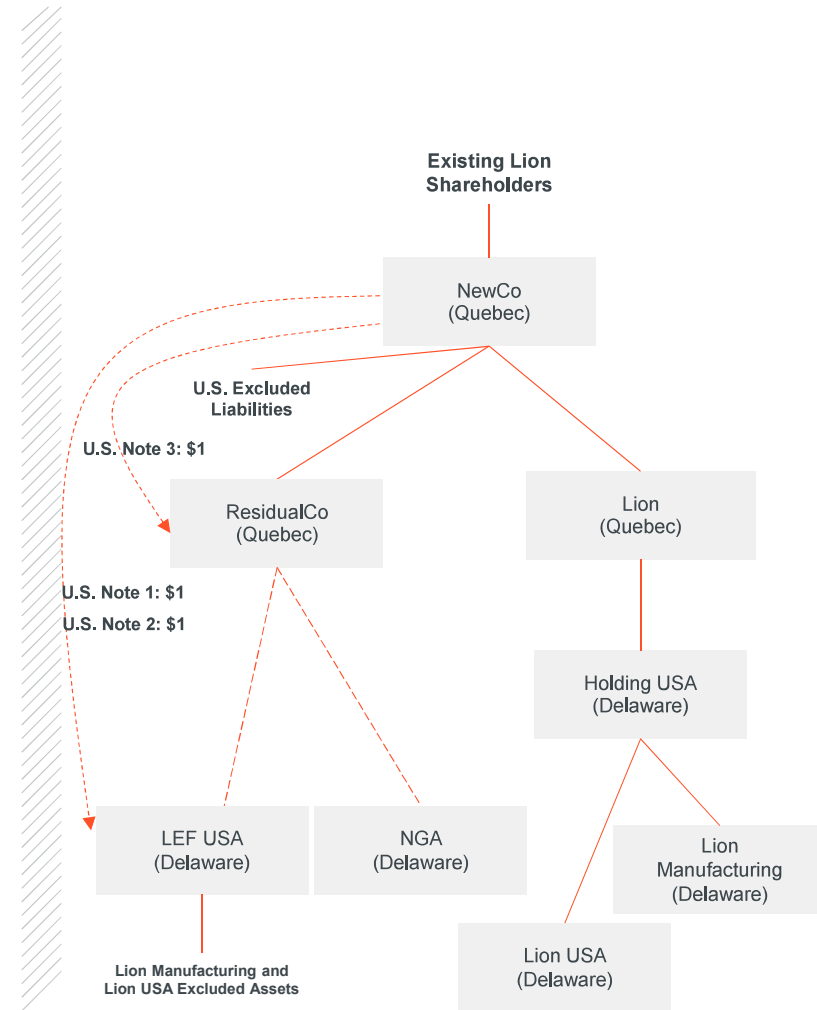 Existing Lion
Shareholders
NewCo
(Quebec)
U.S. Excluded
Liabilities
U.S. Note 3: $1
ResidualCo
(Quebec)
Lion
(Quebec)
U.S. Note 1: $1
U.S. Note 2: $1
Holding USA
(Delaware)
LEF USA
(Delaware)
NGA
(Delaware)
Lion
Manufacturing
(Delaware)
Lion Manufacturing and
Lion USA Excluded Assets
Lion USA
(Delaware)